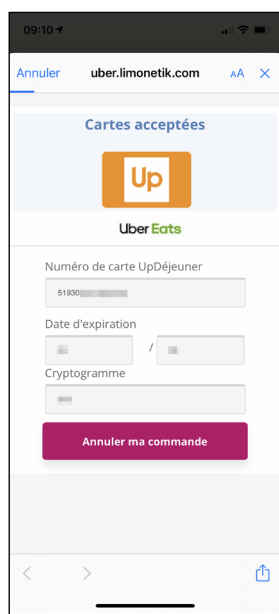 09:10
Annuler uber.limonetik.com AA
Cartes acceptées
Up
Uber Eats
Numéro de carte UpDéjeuner
51930
Date d'expiration
/
Cryptogramme
Annuler ma commande